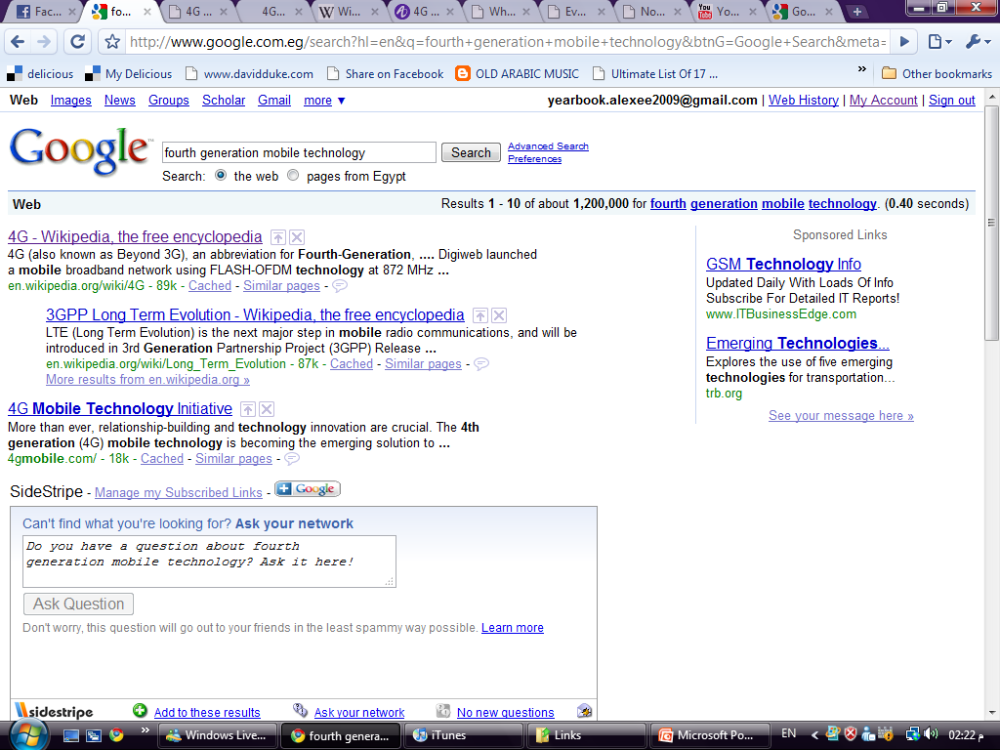 Fac...
fo...
4G ...
4G...
Wi...
4G ...
Wh...
Ev...
No...
You Tube
Yo...
Go...
http://www.google.com.eg/search?hl=en&q=fourth+generation+mobile+technology&btnG=Google+Search&meta=
delicious
My Delicious
www.davidduke.com
Share on Facebook
OLD ARABIC MUSIC
Ultimate List Of 17 ...
»
Other bookmarks
Web Images News Groups Scholar Gmail more ▼
yearbook.alexee2009@gmail.com | Web History | My Account | Sign out
Google™
fourth generation mobile technology
Search
Advanced Search
Preferences
Search: the web pages from Egypt
Web
Results 1 - 10 of about 1,200,000 for fourth generation mobile technology. (0.40 seconds)
4G - Wikipedia, the free encyclopedia
4G (also known as Beyond 3G), an abbreviation for Fourth-Generation, .... Digiweb launched
a mobile broadband network using FLASH-OFDM technology at 872 MHz ...
en.wikipedia.org/wiki/4G - 89k - Cached - Similar pages -
3GPP Long Term Evolution - Wikipedia, the free encyclopedia
LTE (Long Term Evolution) is the next major step in mobile radio communications, and will be
introduced in 3rd Generation Partnership Project (3GPP) Release ...
en.wikipedia.org/wiki/Long_Term_Evolution - 87k - Cached - Similar pages -
More results from en.wikipedia.org »
4G Mobile Technology Initiative
More than ever, relationship-building and technology innovation are crucial. The 4th
generation (4G) mobile technology is becoming the emerging solution to ...
4gmobile.com/ - 18k - Cached - Similar pages -
SideStripe - Manage my Subscribed Links - Google
Can't find what you're looking for? Ask your network
Do you have a question about fourth
generation mobile technology? Ask it here!
Ask Question
Don't worry, this question will go out to your friends in the least spammy way possible. Learn more
sidestripe
Add to these results
Ask your network
No new questions
Sponsored Links
GSM Technology Info
Updated Daily With Loads Of Info
Subscribe For Detailed IT Reports!
www.ITBusinessEdge.com
Emerging Technologies...
Explores the use of five emerging
technologies for transportation...
trb.org
See your message here »
»
Windows Live...
fourth genera...
iTunes
Links
Microsoft Po...
EN
02:22 م